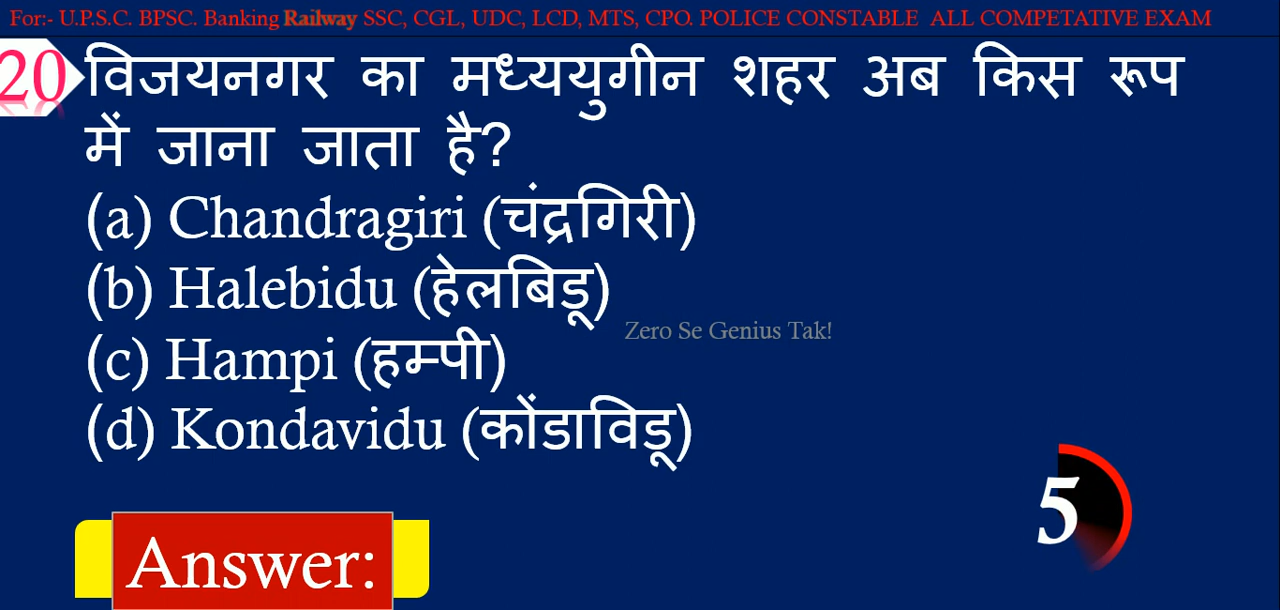 For:- U.P.S.C. BPSC. Banking Railway SSC, CGL, UDC, LCD, MTS, CPO. POLICE CONSTABLE ALL COMPETATIVE EXAM
20 विजयनगर का मध्ययुगीन शहर अब किस रूप
में जाना जाता है?
(a) Chandragiri (चंद्रगिरी)
(b) Halebidu (हेलबिडू)
Zero Se Genius Tak!
(c) Hampi (हम्पी)
(d) Kondavidu (कोंडाविडू)
5
Answer: